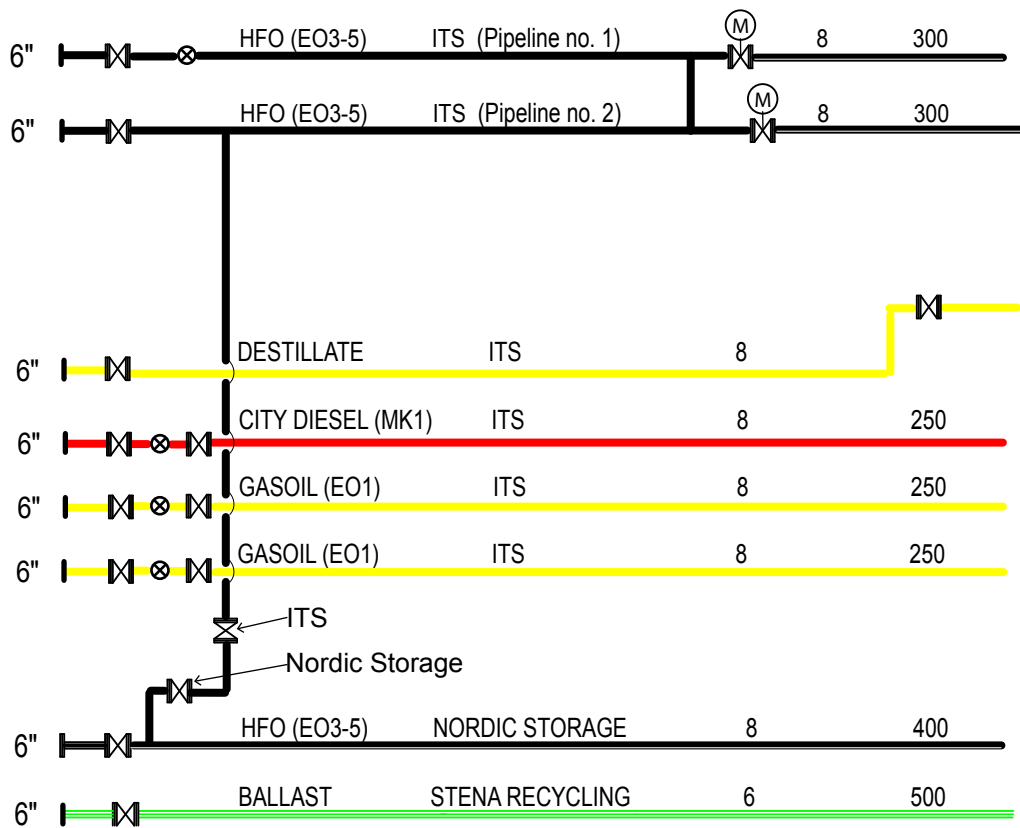 M
6" HFO (EO3-5) ITS (Pipeline no. 1) 8 300
M
6" HFO (EO3-5) ITS (Pipeline no. 2) 8 300
6" DESTILLATE ITS 8
6" CITY DIESEL (MK1) ITS 8 250
6" GASOIL (EO1) ITS 8 250
6" GASOIL (EO1) ITS 8 250
ITS
Nordic Storage
6" HFO (EO3-5) NORDIC STORAGE 8 400
6" BALLAST STENA RECYCLING 6 500